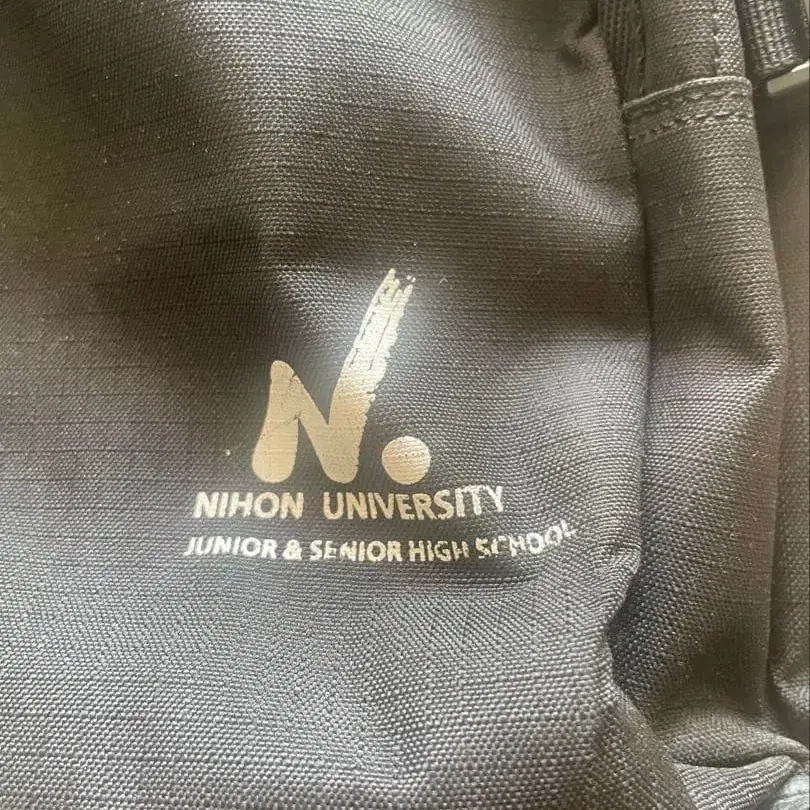 N.
NIHON UNIVERSITY
JUNIOR & SENIOR HIGH SCHOOL